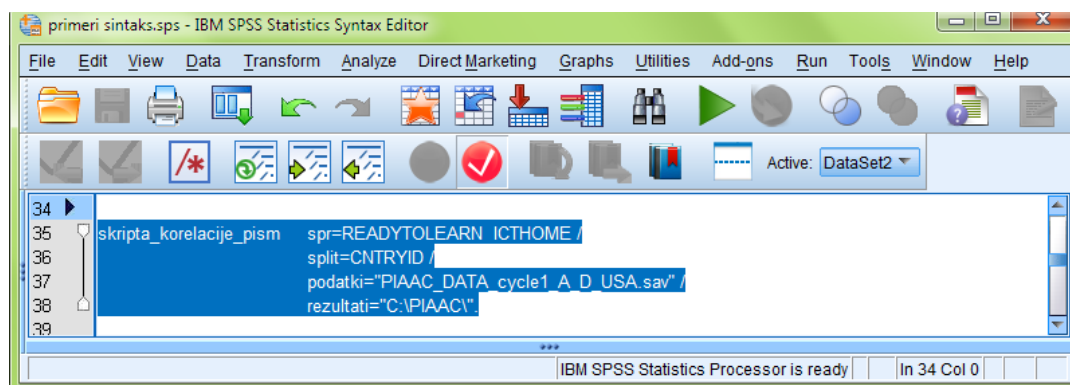 primeri sintaks.sps - IBM SPSS Statistics Syntax Editor
File Edit View Data Transform Analyze Direct Marketing Graphs Utilities Add-ons Run Tools Window Help
Active: DataSet2
34
35 skripta_korelacije_pism spr=READYTOLEARN ICTHOME /
36 split=CNTRYID /
37 podatki="PIAAC_DATA_cycle1_A_D_USA.sav" /
38 rezultati="C:\PIAAC\".
39
IBM SPSS Statistics Processor is ready In 34 Col 0